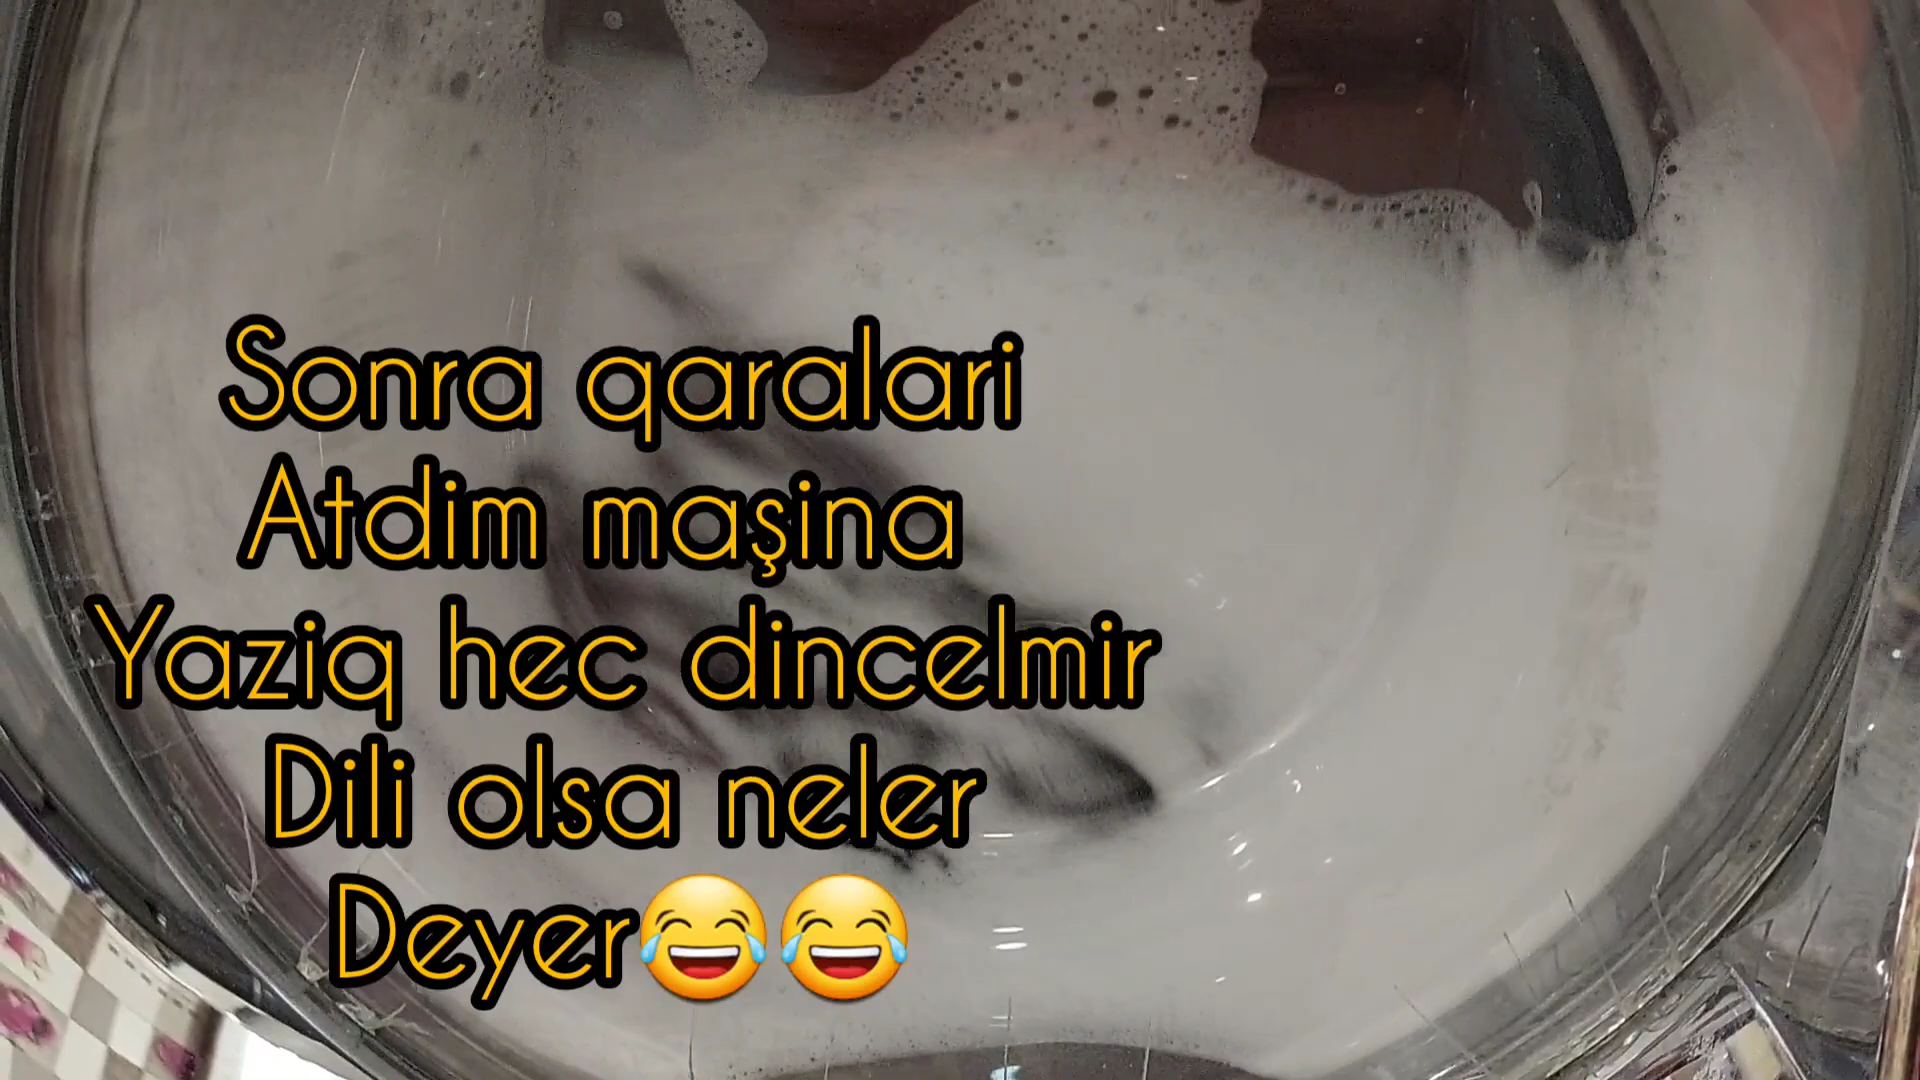 Sonra qaralari
Atdim maşina
Yaziq hec dincelmir
Dili olsa neler
Deyer😂😂